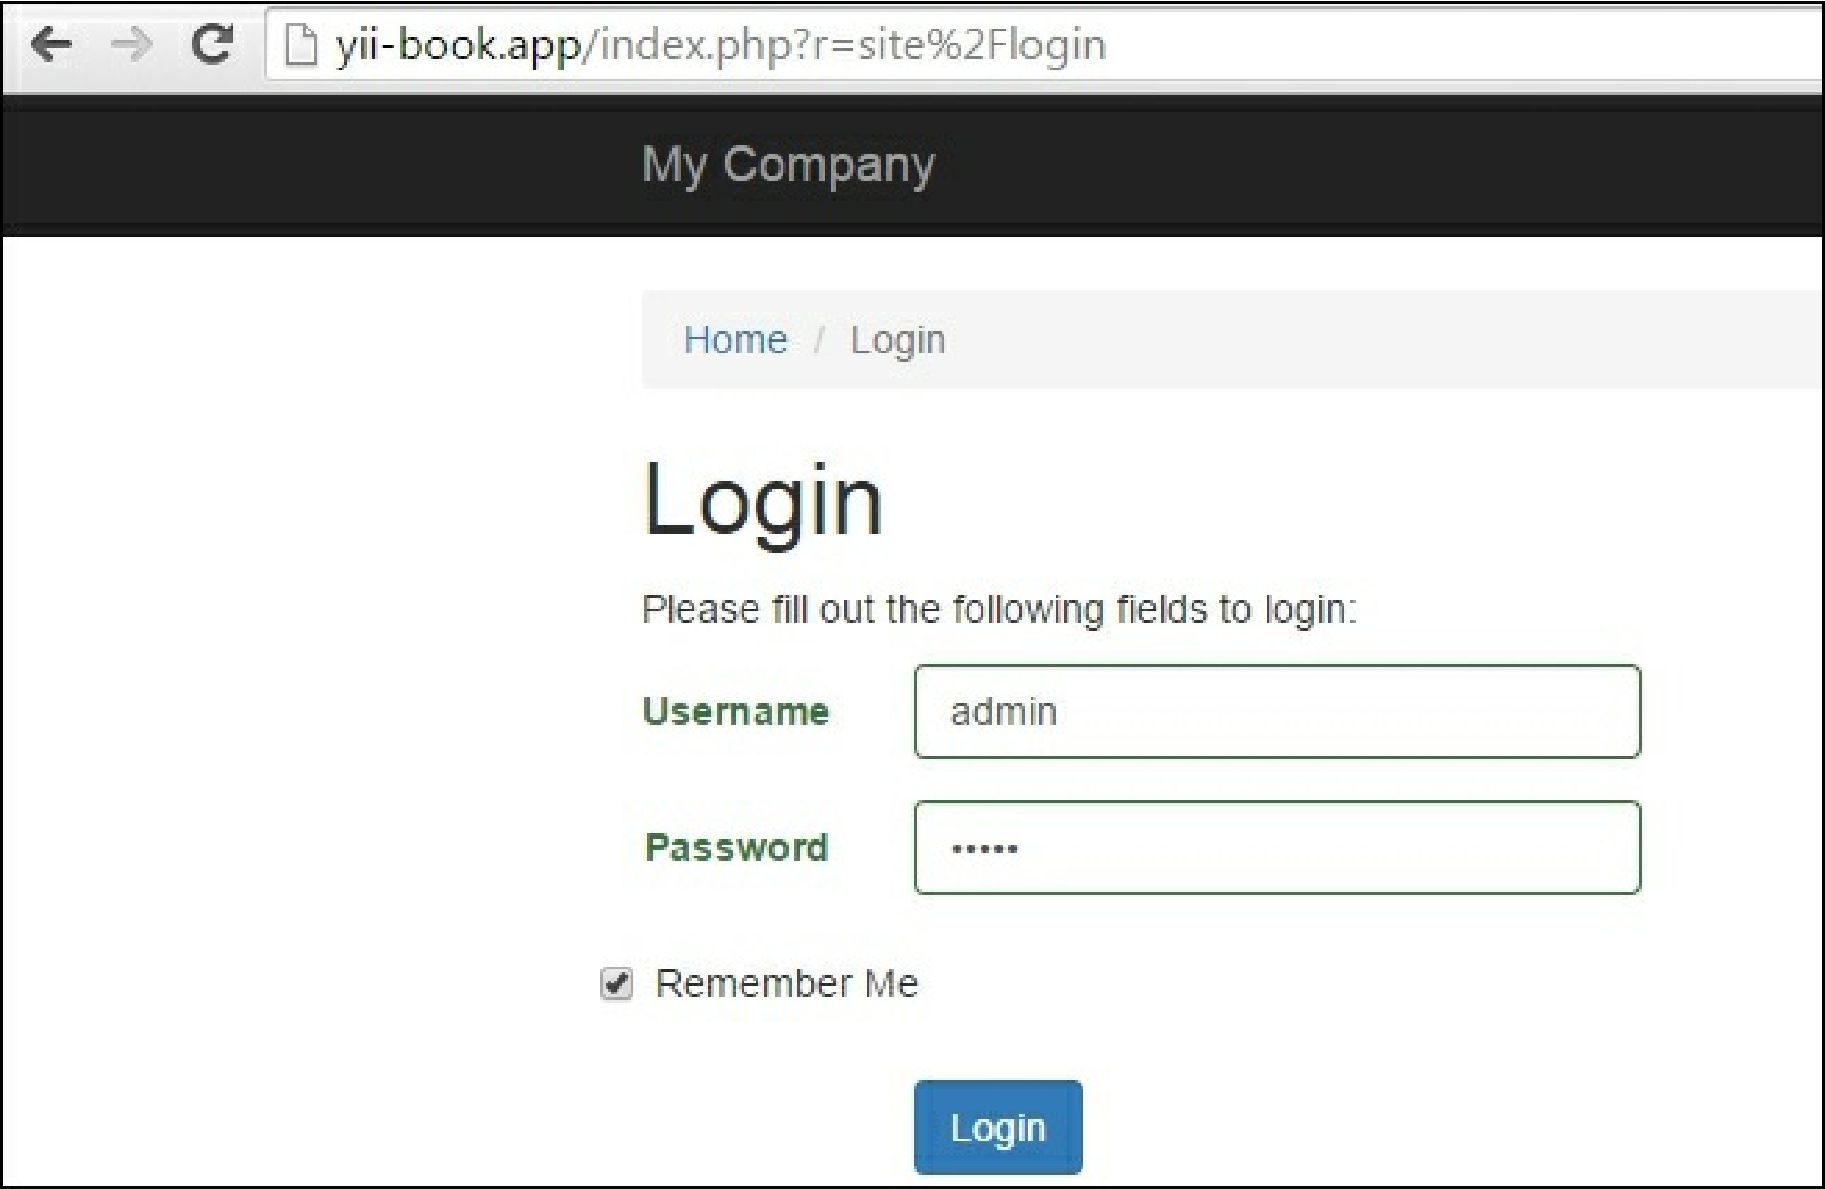 yii-book.app/index.php?r=site%2Flogin
My Company
Home / Login
Login
Please fill out the following fields to login:
Username admin
Password •••••
Remember Me
Login